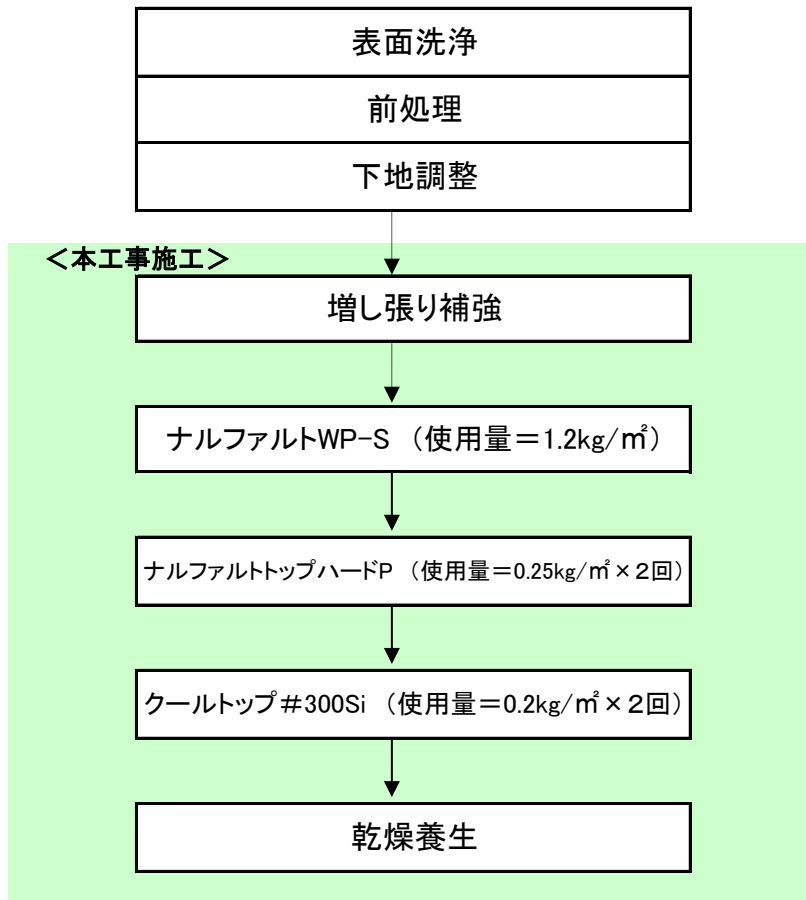 表面洗浄
前処理
下地調整
＜本工事施工＞
増し張り補強
ナルファルトWP-S （使用量＝1.2kg/㎡）
ナルファルトトップハードP （使用量＝0.25kg/㎡×２回）
クールトップ＃300Si （使用量＝0.2kg/㎡×２回）
乾燥養生